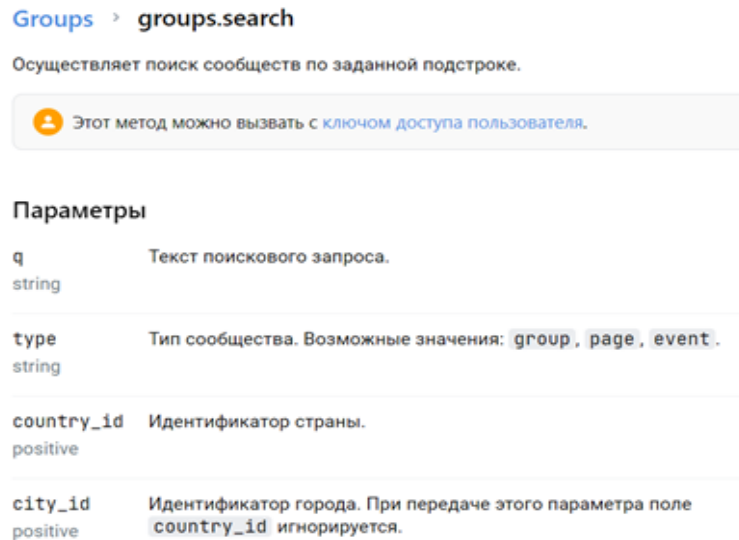 Groups > groups.search
Осуществляет поиск сообществ по заданной подстроке.
Этот метод можно вызвать с ключом доступа пользователя.
Параметры
q Текст поискового запроса.
string
type Тип сообщества. Возможные значения: group, page, event.
string
country_id Идентификатор страны.
positive
city_id Идентификатор города. При передаче этого параметра поле
positive country_id игнорируется.